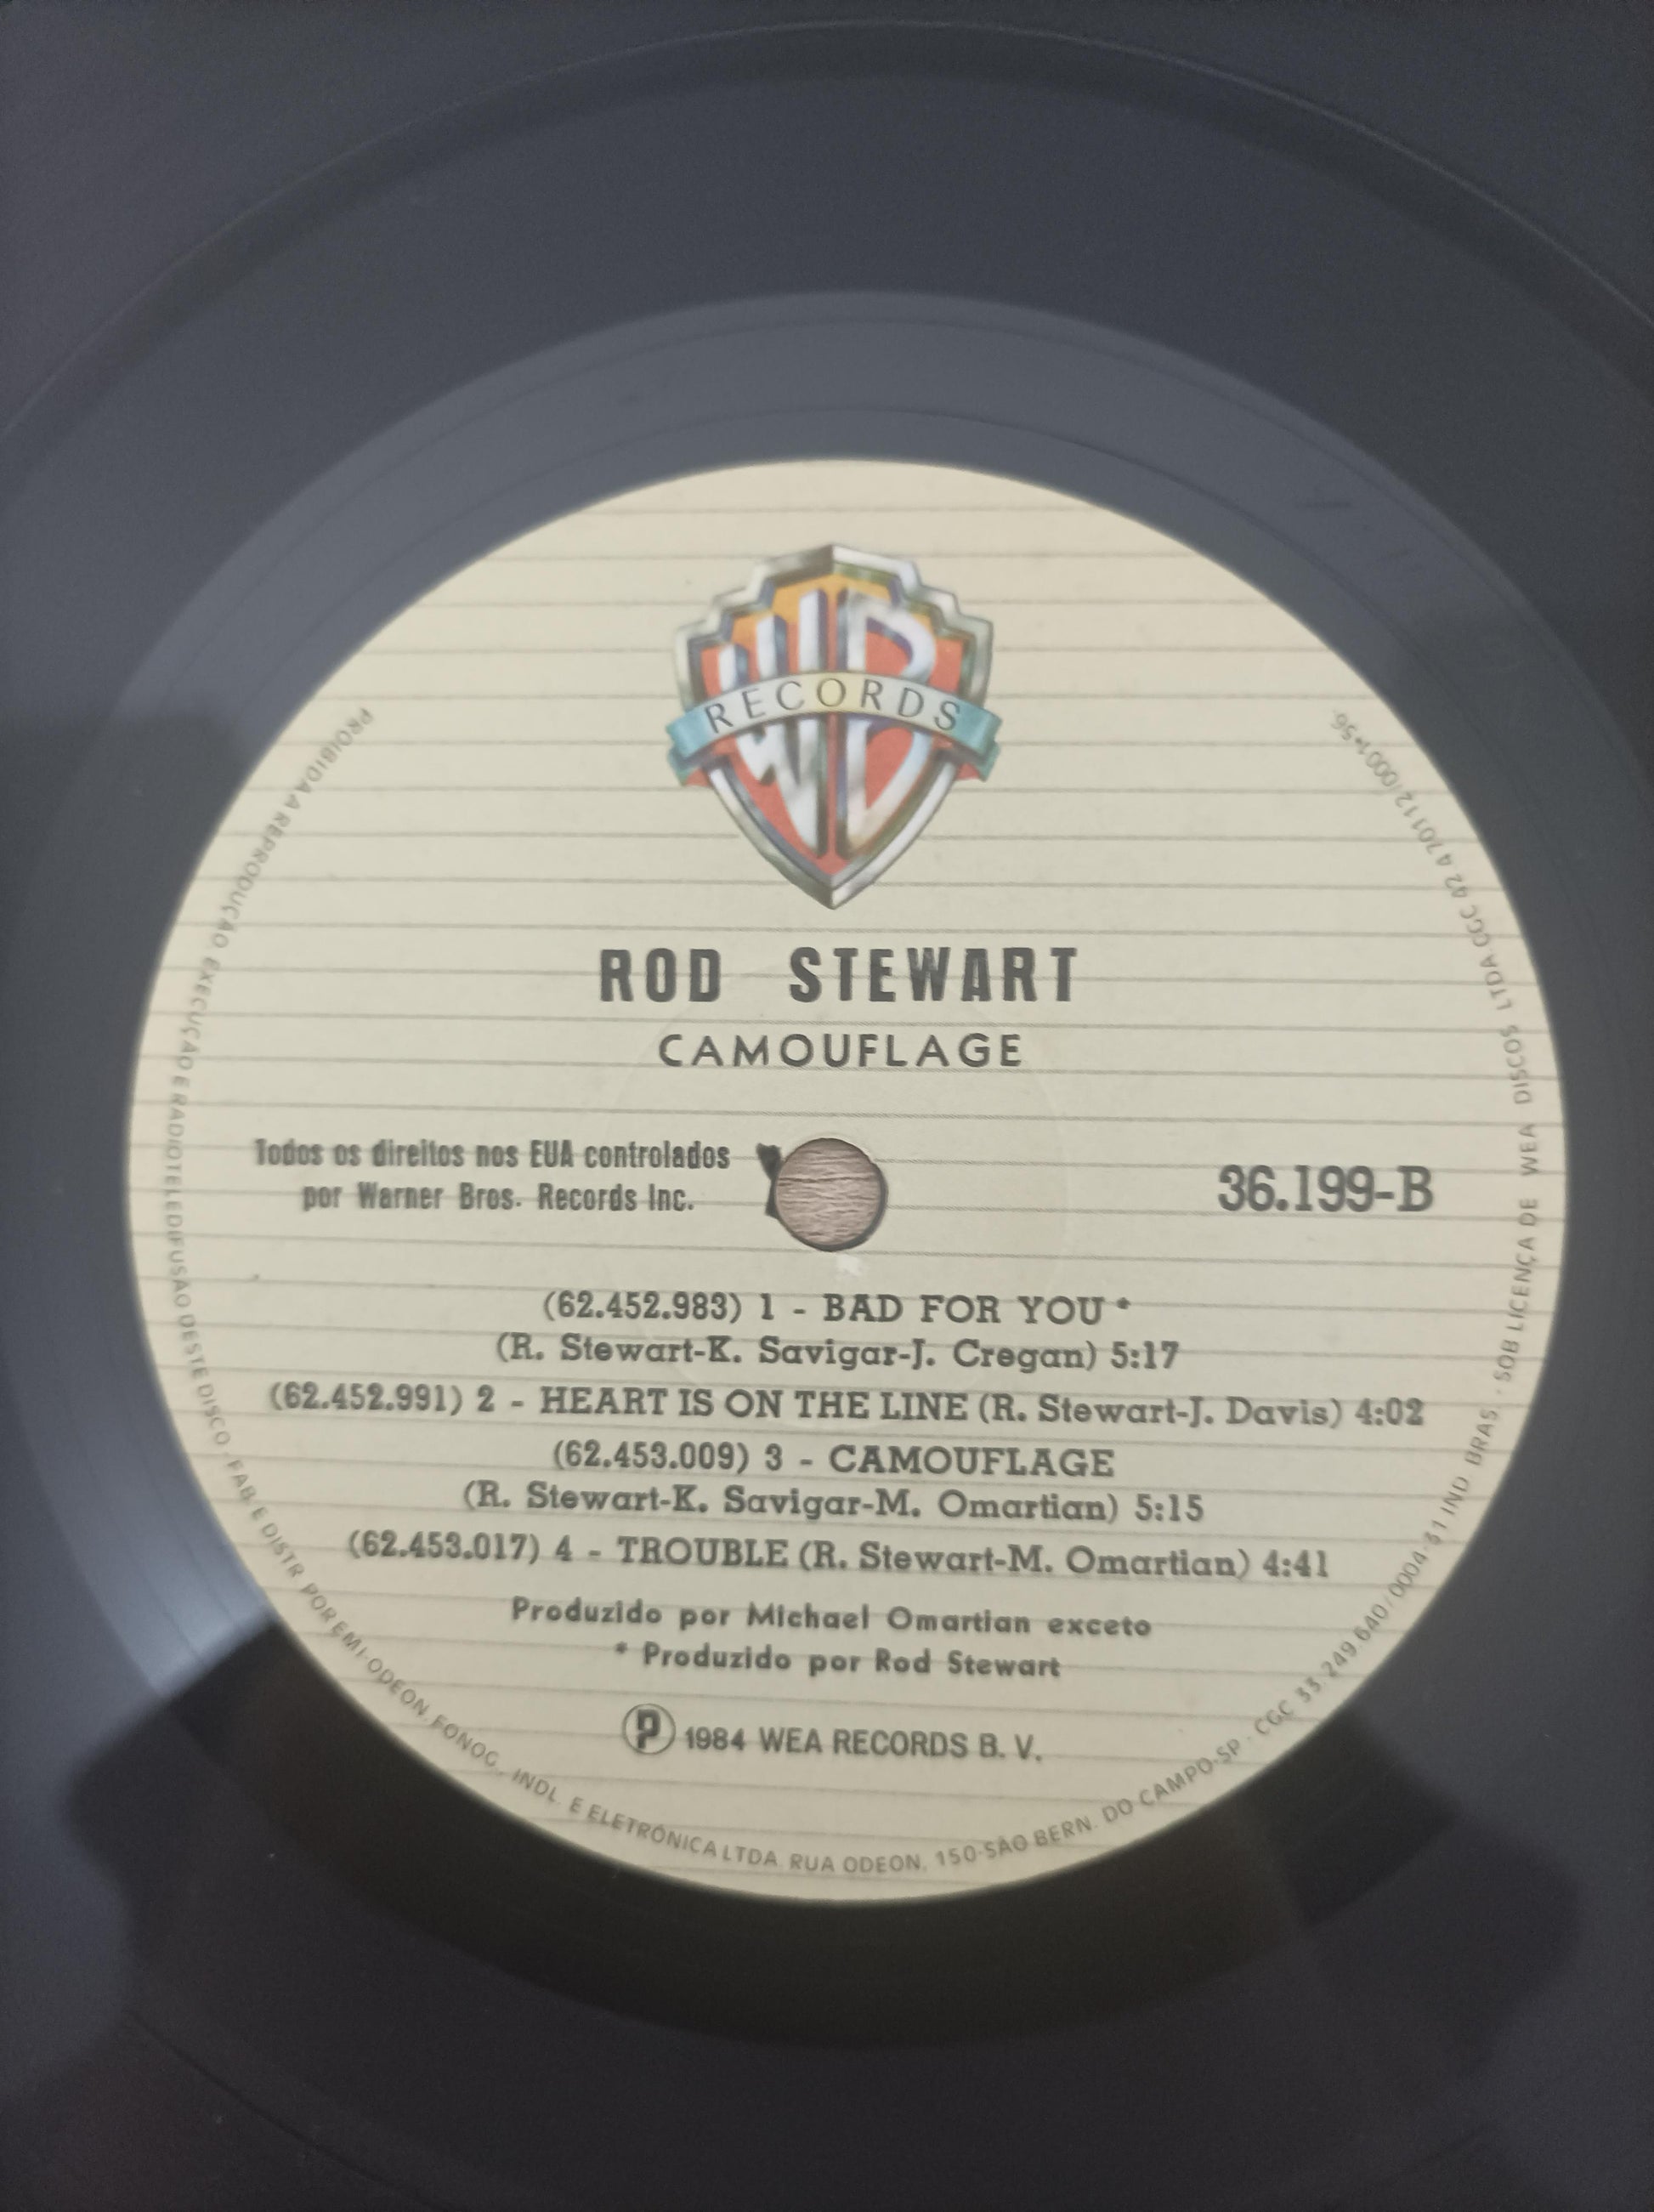 WB
RECORDS
ROD STEWART
CAMOUFLAGE
Todos os direitos nos EUA controlados
por Warner Bros. Records Inc.
36.199-B
(62.452.983) 1 - BAD FOR YOU *
(R. Stewart-K. Savigar-J. Cregan) 5:17
(62.452.991) 2 - HEART IS ON THE LINE (R. Stewart-J. Davis) 4:02
(62.453.009) 3 - CAMOUFLAGE
(R. Stewart-K. Savigar-M. Omartian) 5:15
(62.453.017) 4 - TROUBLE (R. Stewart-M. Omartian) 4:41
Produzido por Michael Omartian exceto
* Produzido por Rod Stewart
Ⓟ 1984 WEA RECORDS B. V.
PROIBIDA A REPRODUÇÃO, EXECUÇÃO E RADIOTELEDIFUSÃO DESTE DISCO - FAB. E DISTR. POR EMI-ODEON, FONOG., INDL. E ELETRÔNICA LTDA. RUA ODEON, 150-SÃO BERN. DO CAMPO-SP - CGC 33.249.640/0004-31 IND. BRAS. - SOB LICENÇA DE WEA DISCOS LTDA CGC 42 470112/0001-56